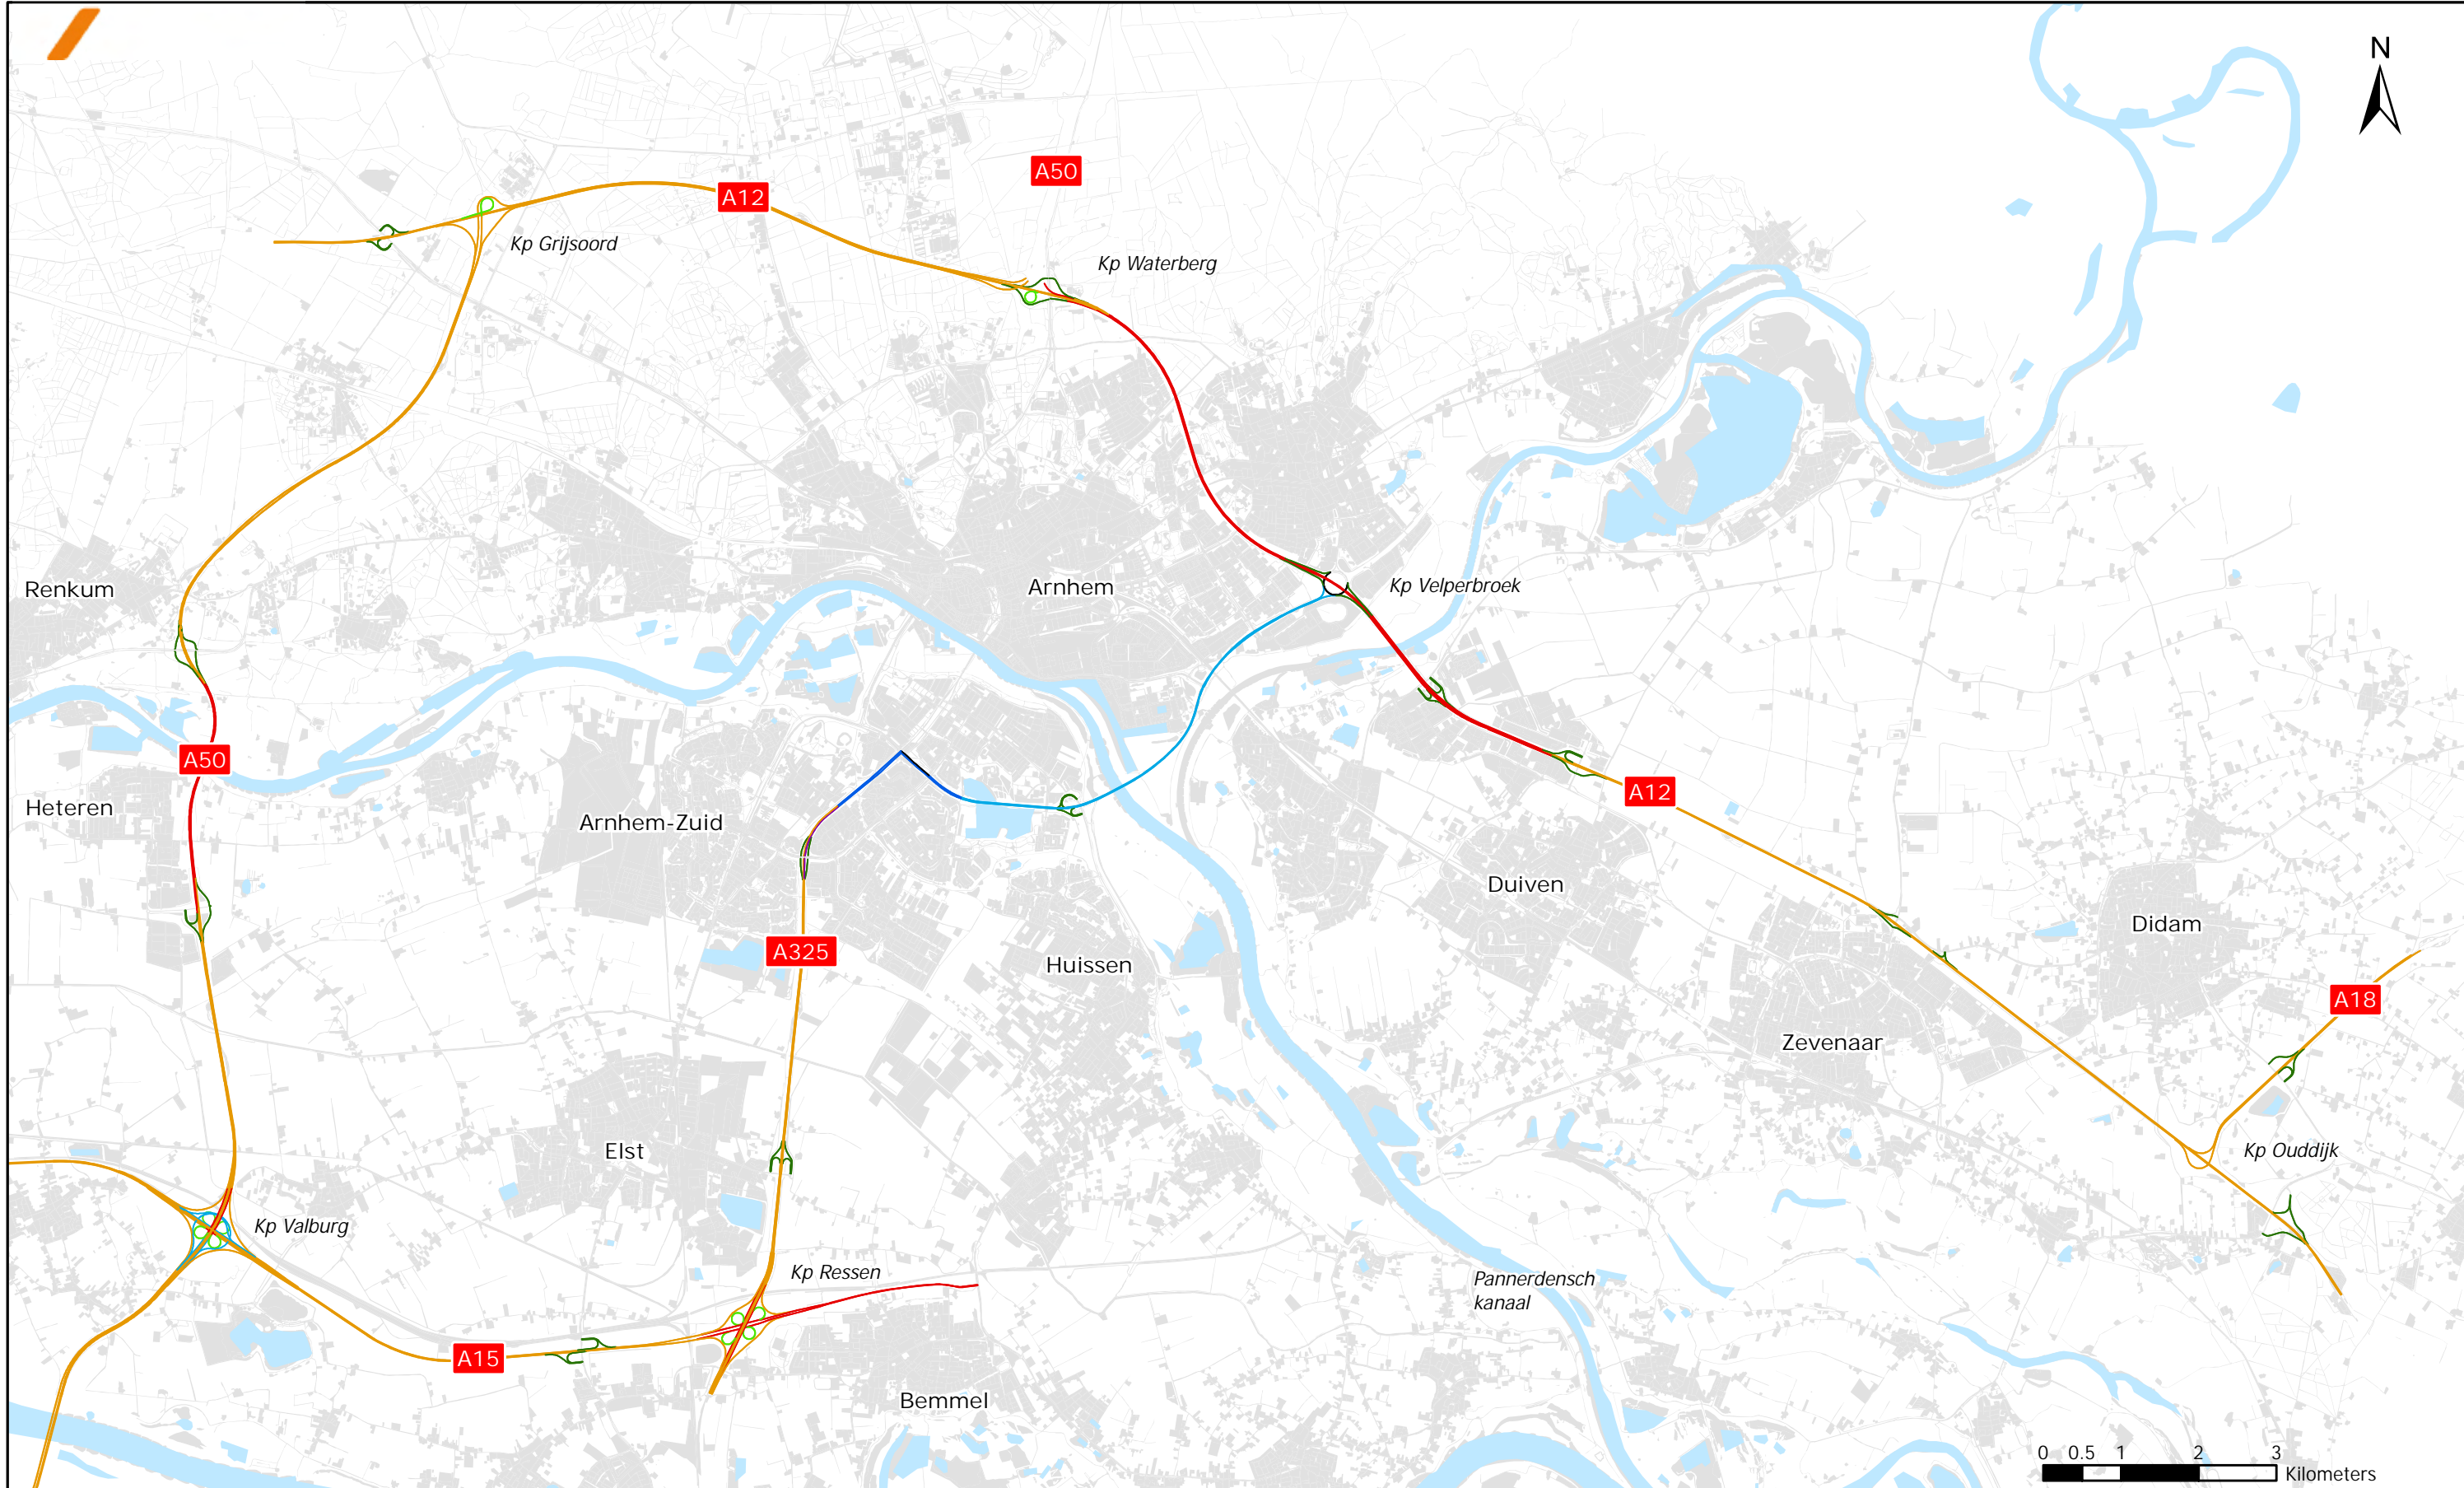 N
A50
A12
Kp Grijsoord
Kp Waterberg
Renkum
Arnhem
Kp Velperbroek
A50
A12
Heteren
Arnhem-Zuid
Duiven
Didam
A325
Huissen
A18
Zevenaar
Elst
Kp Ouddijk
Kp Valburg
Kp Ressen
Pannerdensch
kanaal
A15
Bemmel
0 0.5 1 2 3
Kilometers